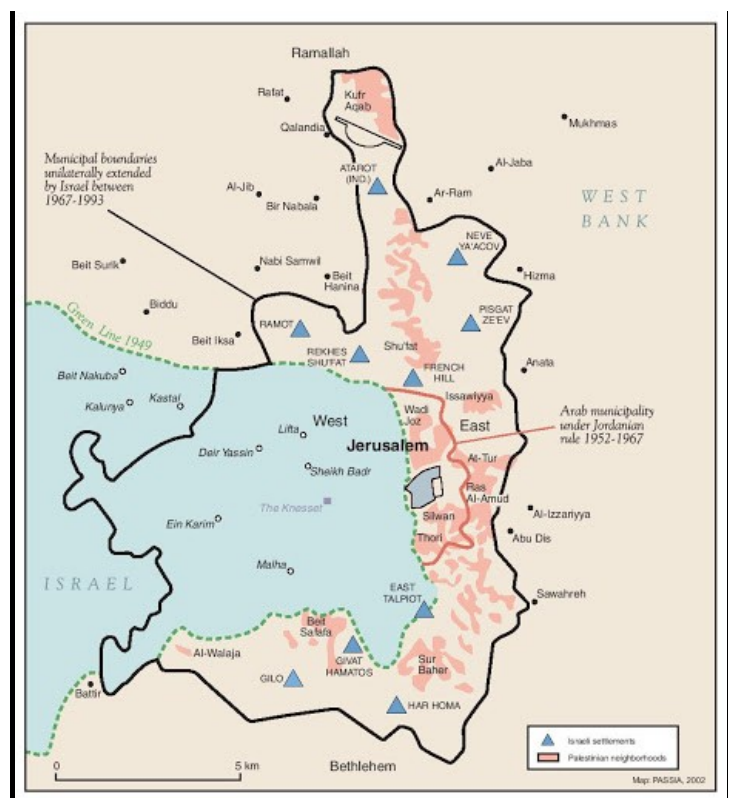 Ramallah
Rafat
Kufr
Aqab
Qalandia
Mukhmas
Municipal boundaries
unilaterally extended
by Israel between
1967-1993
ATAROT
(IND.)
Al-Jaba
Al-Jib
Bir Nabala
Ar-Ram
WEST
BANK
NEVE
YA'ACOV
Beit Surik
Nabi Samwil
Beit
Hanina
Hizma
Biddu
Green Line 1949
PISGAT
ZE'EV
RAMOT
Beit Iksa
REKHES
SHU'FAT
Shu'fat
FRENCH
HILL
Anata
Beit Nakuba
Kalunya
Kastal
Issawiyya
Wadi
Joz
East
Arab municipality
under Jordanian
rule 1952-1967
Lifta
West
Jerusalem
Deir Yassin
Sheikh Badr
At-Tur
Ras
Al-Amud
The Knesset
Silwan
Al-Izzariyya
Ein Karim
Thori
Abu Dis
Malha
ISRAEL
EAST
TALPIOT
Sawahreh
Beit
Safafa
Al-Walaja
GIVAT
HAMATOS
Sur
Baher
GILO
Battir
HAR HOMA
Israeli settlements
Palestinian neighborhoods
0
5 km
Bethlehem
Map: PASSIA, 2002